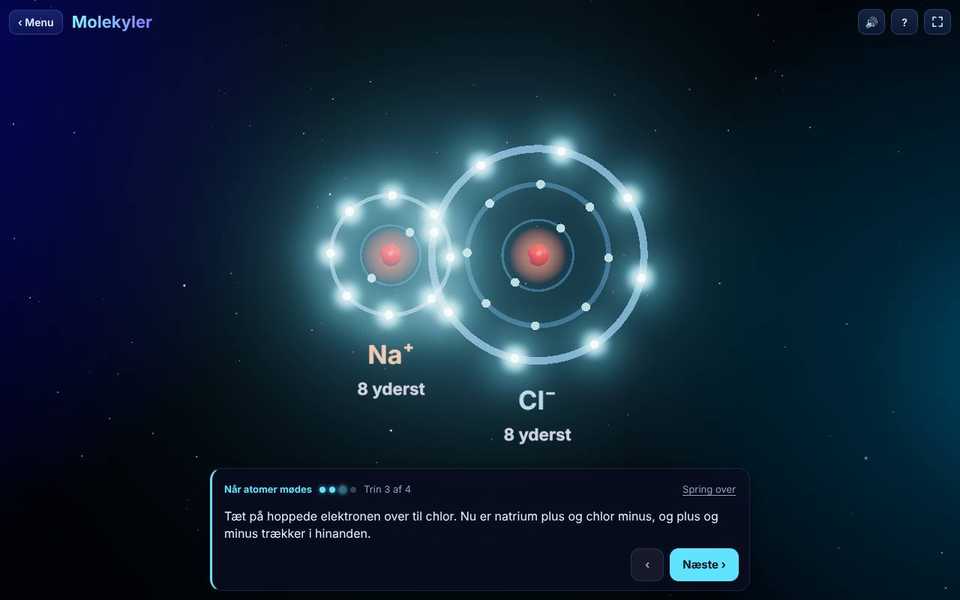 ‹ Menu Molekyler ?
Na⁺
8 yderst
Cl⁻
8 yderst
Når atomer mødes Trin 3 af 4 Spring over
Tæt på hoppede elektronen over til chlor. Nu er natrium plus og chlor minus, og plus og
minus trækker i hinanden.
‹ Næste ›